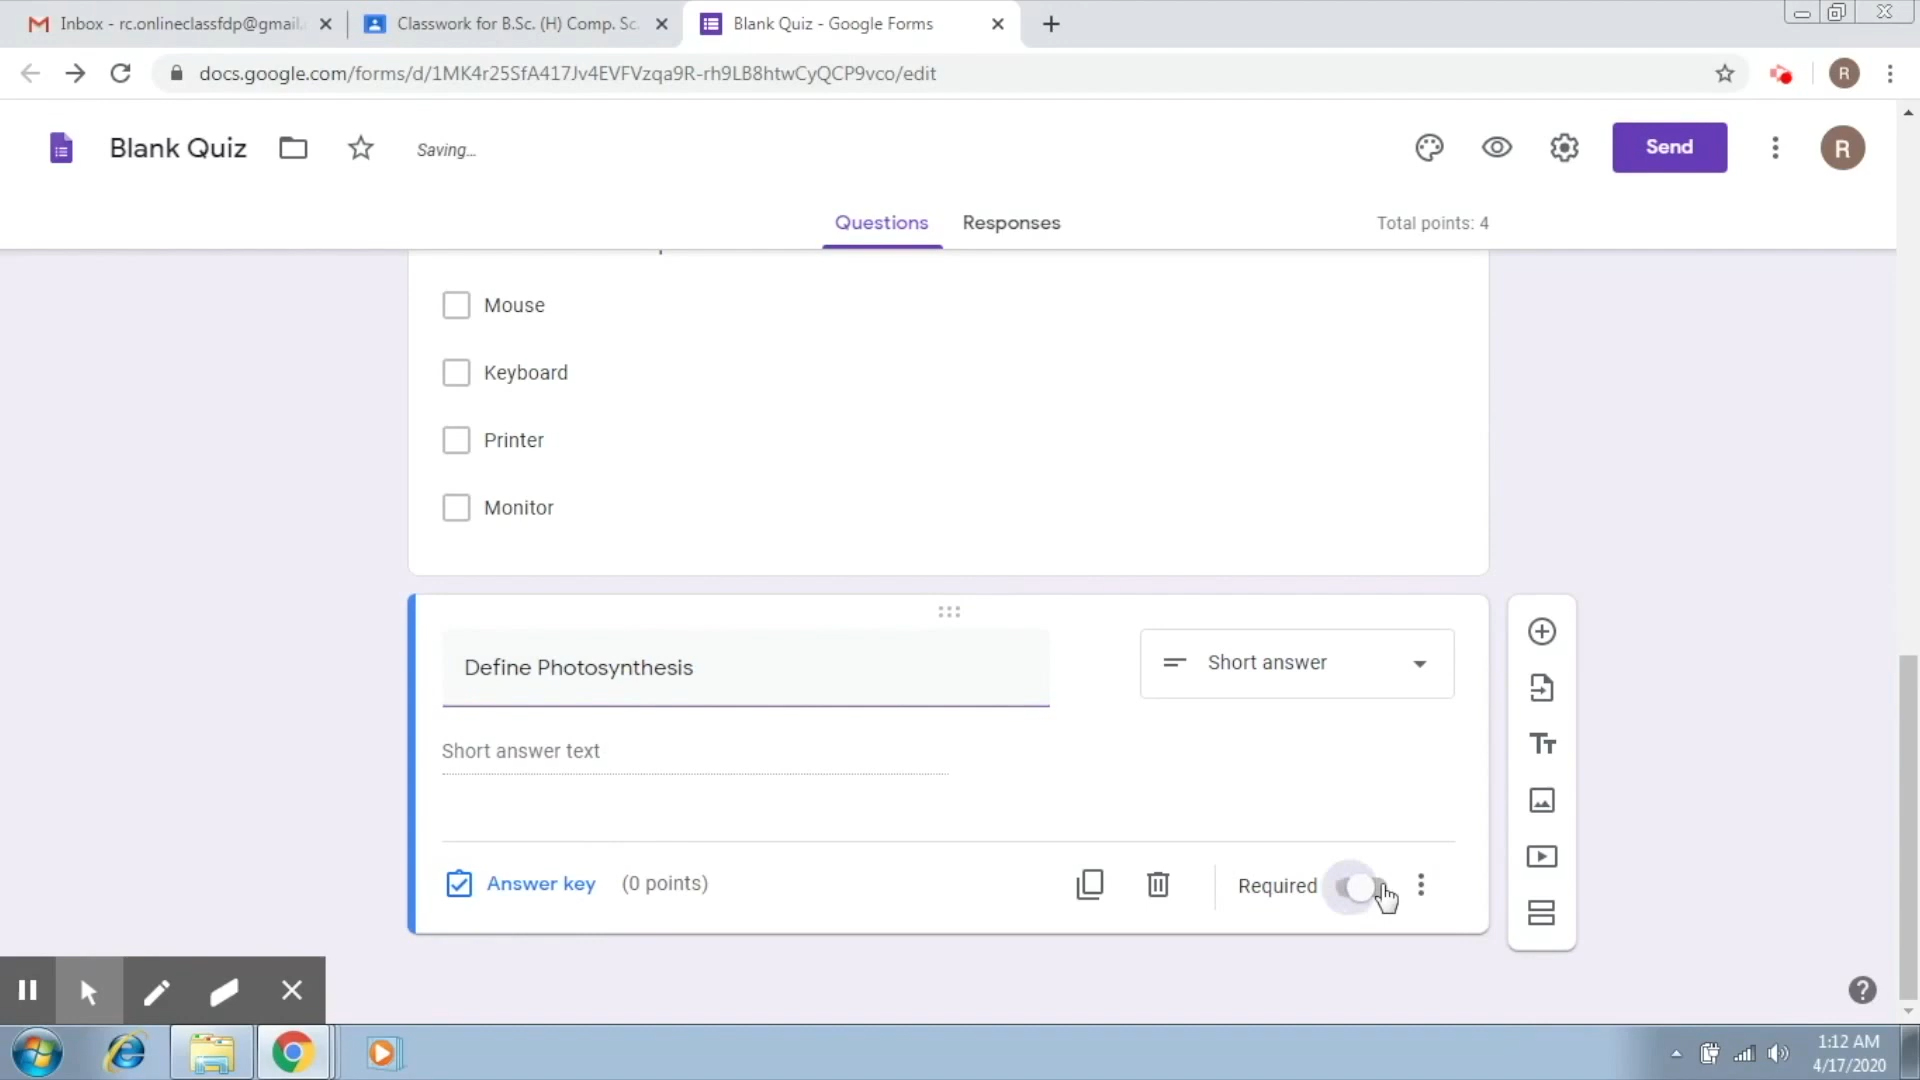 Inbox - rc.onlineclassfdp@gmail.
Classwork for B.Sc. (H) Comp. Sc.
Blank Quiz - Google Forms
docs.google.com/forms/d/1MK4r25SfA417Jv4EVFVzqa9R-rh9LB8htwCyQCP9vco/edit
R
Blank Quiz
Saving...
Send
R
Questions
Responses
Total points: 4
Mouse
Keyboard
Printer
Monitor
Define Photosynthesis
Short answer
Short answer text
Answer key
(0 points)
Required
1:12 AM
4/17/2020